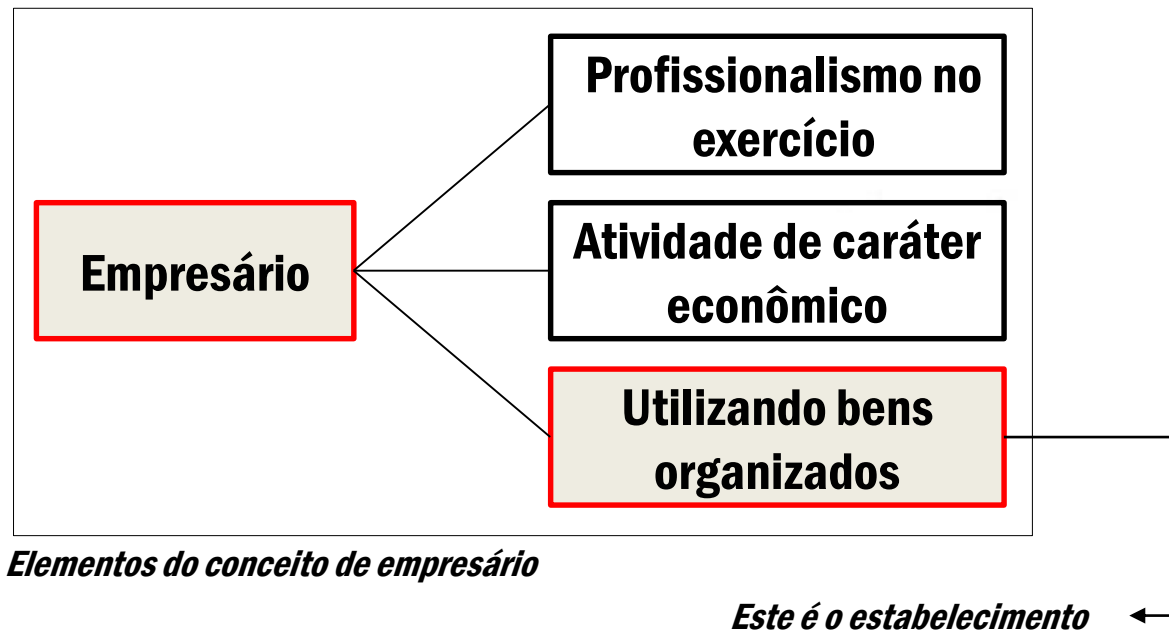 Profissionalismo no
exercício
Empresário
Atividade de caráter
econômico
Utilizando bens
organizados
Elementos do conceito de empresário
Este é o estabelecimento